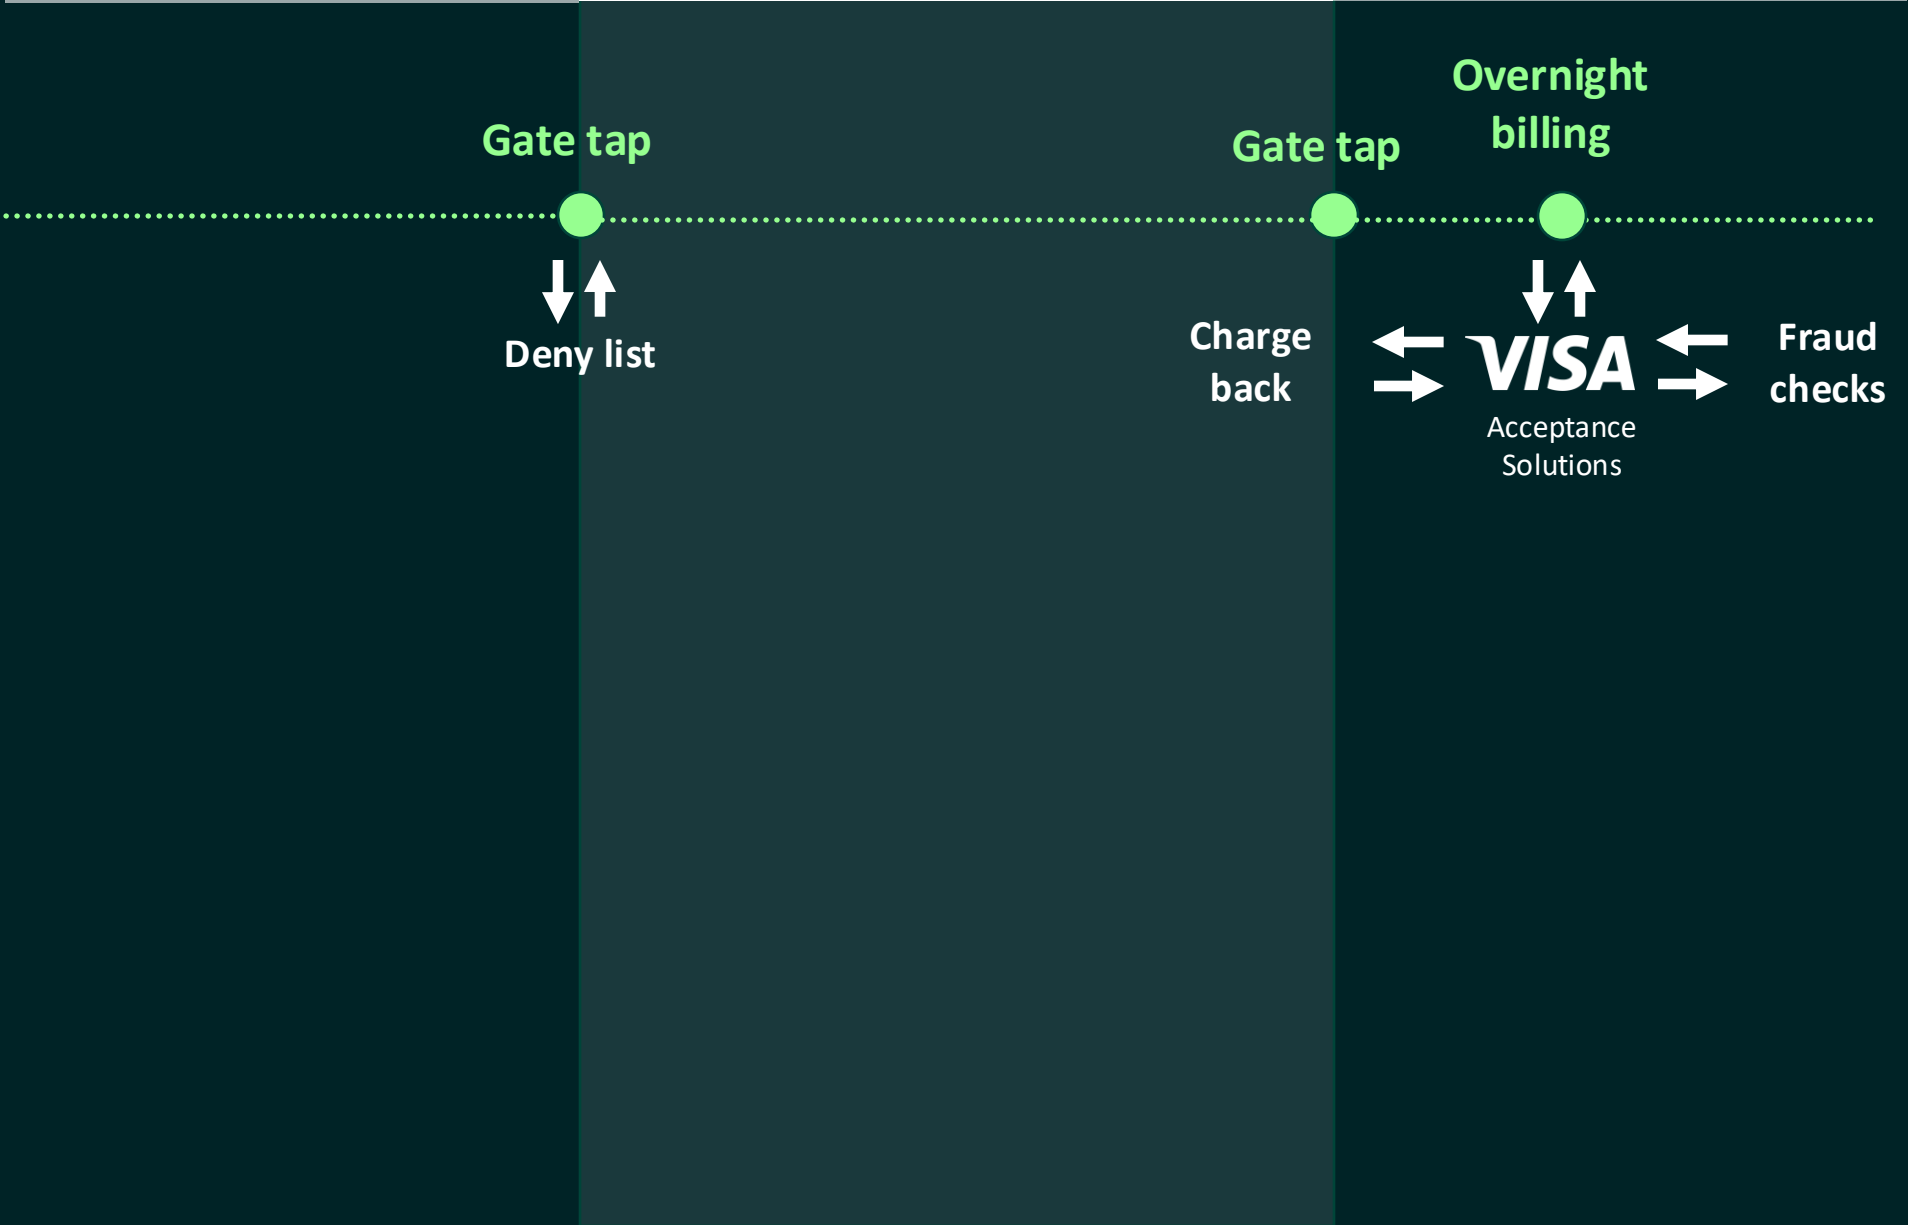 Overnight
billing
Gate tap
Gate tap
Deny list
Charge
back
VISA
Acceptance
Solutions
Fraud
checks